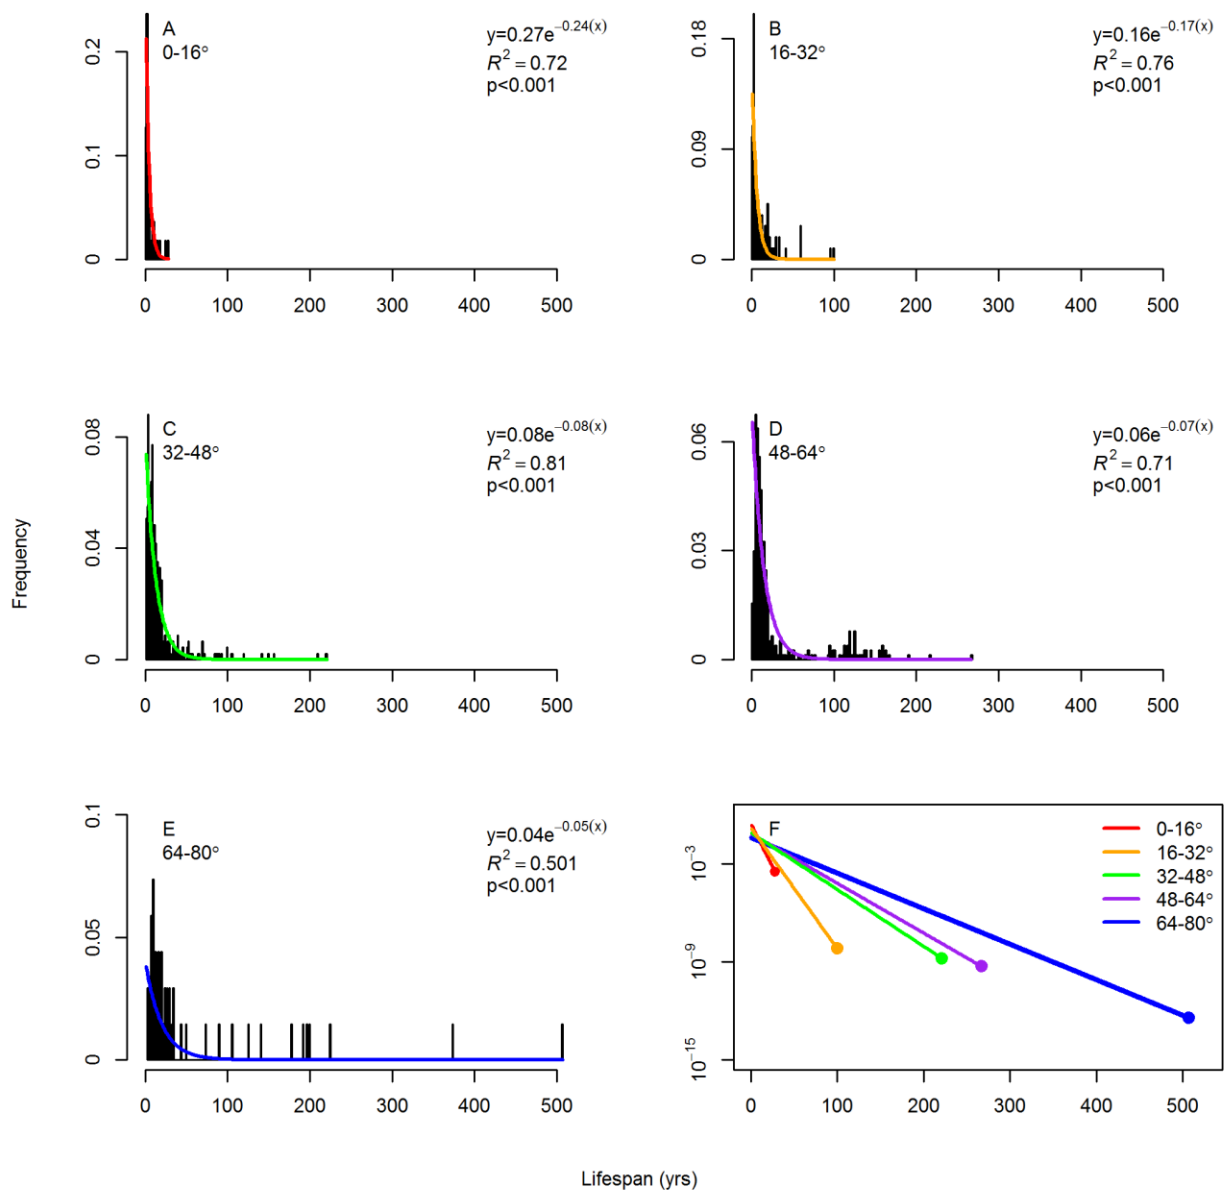 A
0-16°
y=0.27e^−0.24(x)
R² = 0.72
p<0.001
0.2
0.1
0
0 100 200 300 400 500
B
16-32°
y=0.16e^−0.17(x)
R² = 0.76
p<0.001
0.18
0.09
0
0 100 200 300 400 500
C
32-48°
y=0.08e^−0.08(x)
R² = 0.81
p<0.001
0.08
0.04
0
0 100 200 300 400 500
D
48-64°
y=0.06e^−0.07(x)
R² = 0.71
p<0.001
0.06
0.03
0
0 100 200 300 400 500
Frequency
E
64-80°
y=0.04e^−0.05(x)
R² = 0.501
p<0.001
0.1
0.05
0
0 100 200 300 400 500
F
0-16°
16-32°
32-48°
48-64°
64-80°
10^−3
10^−9
10^−15
0 100 200 300 400 500
Lifespan (yrs)